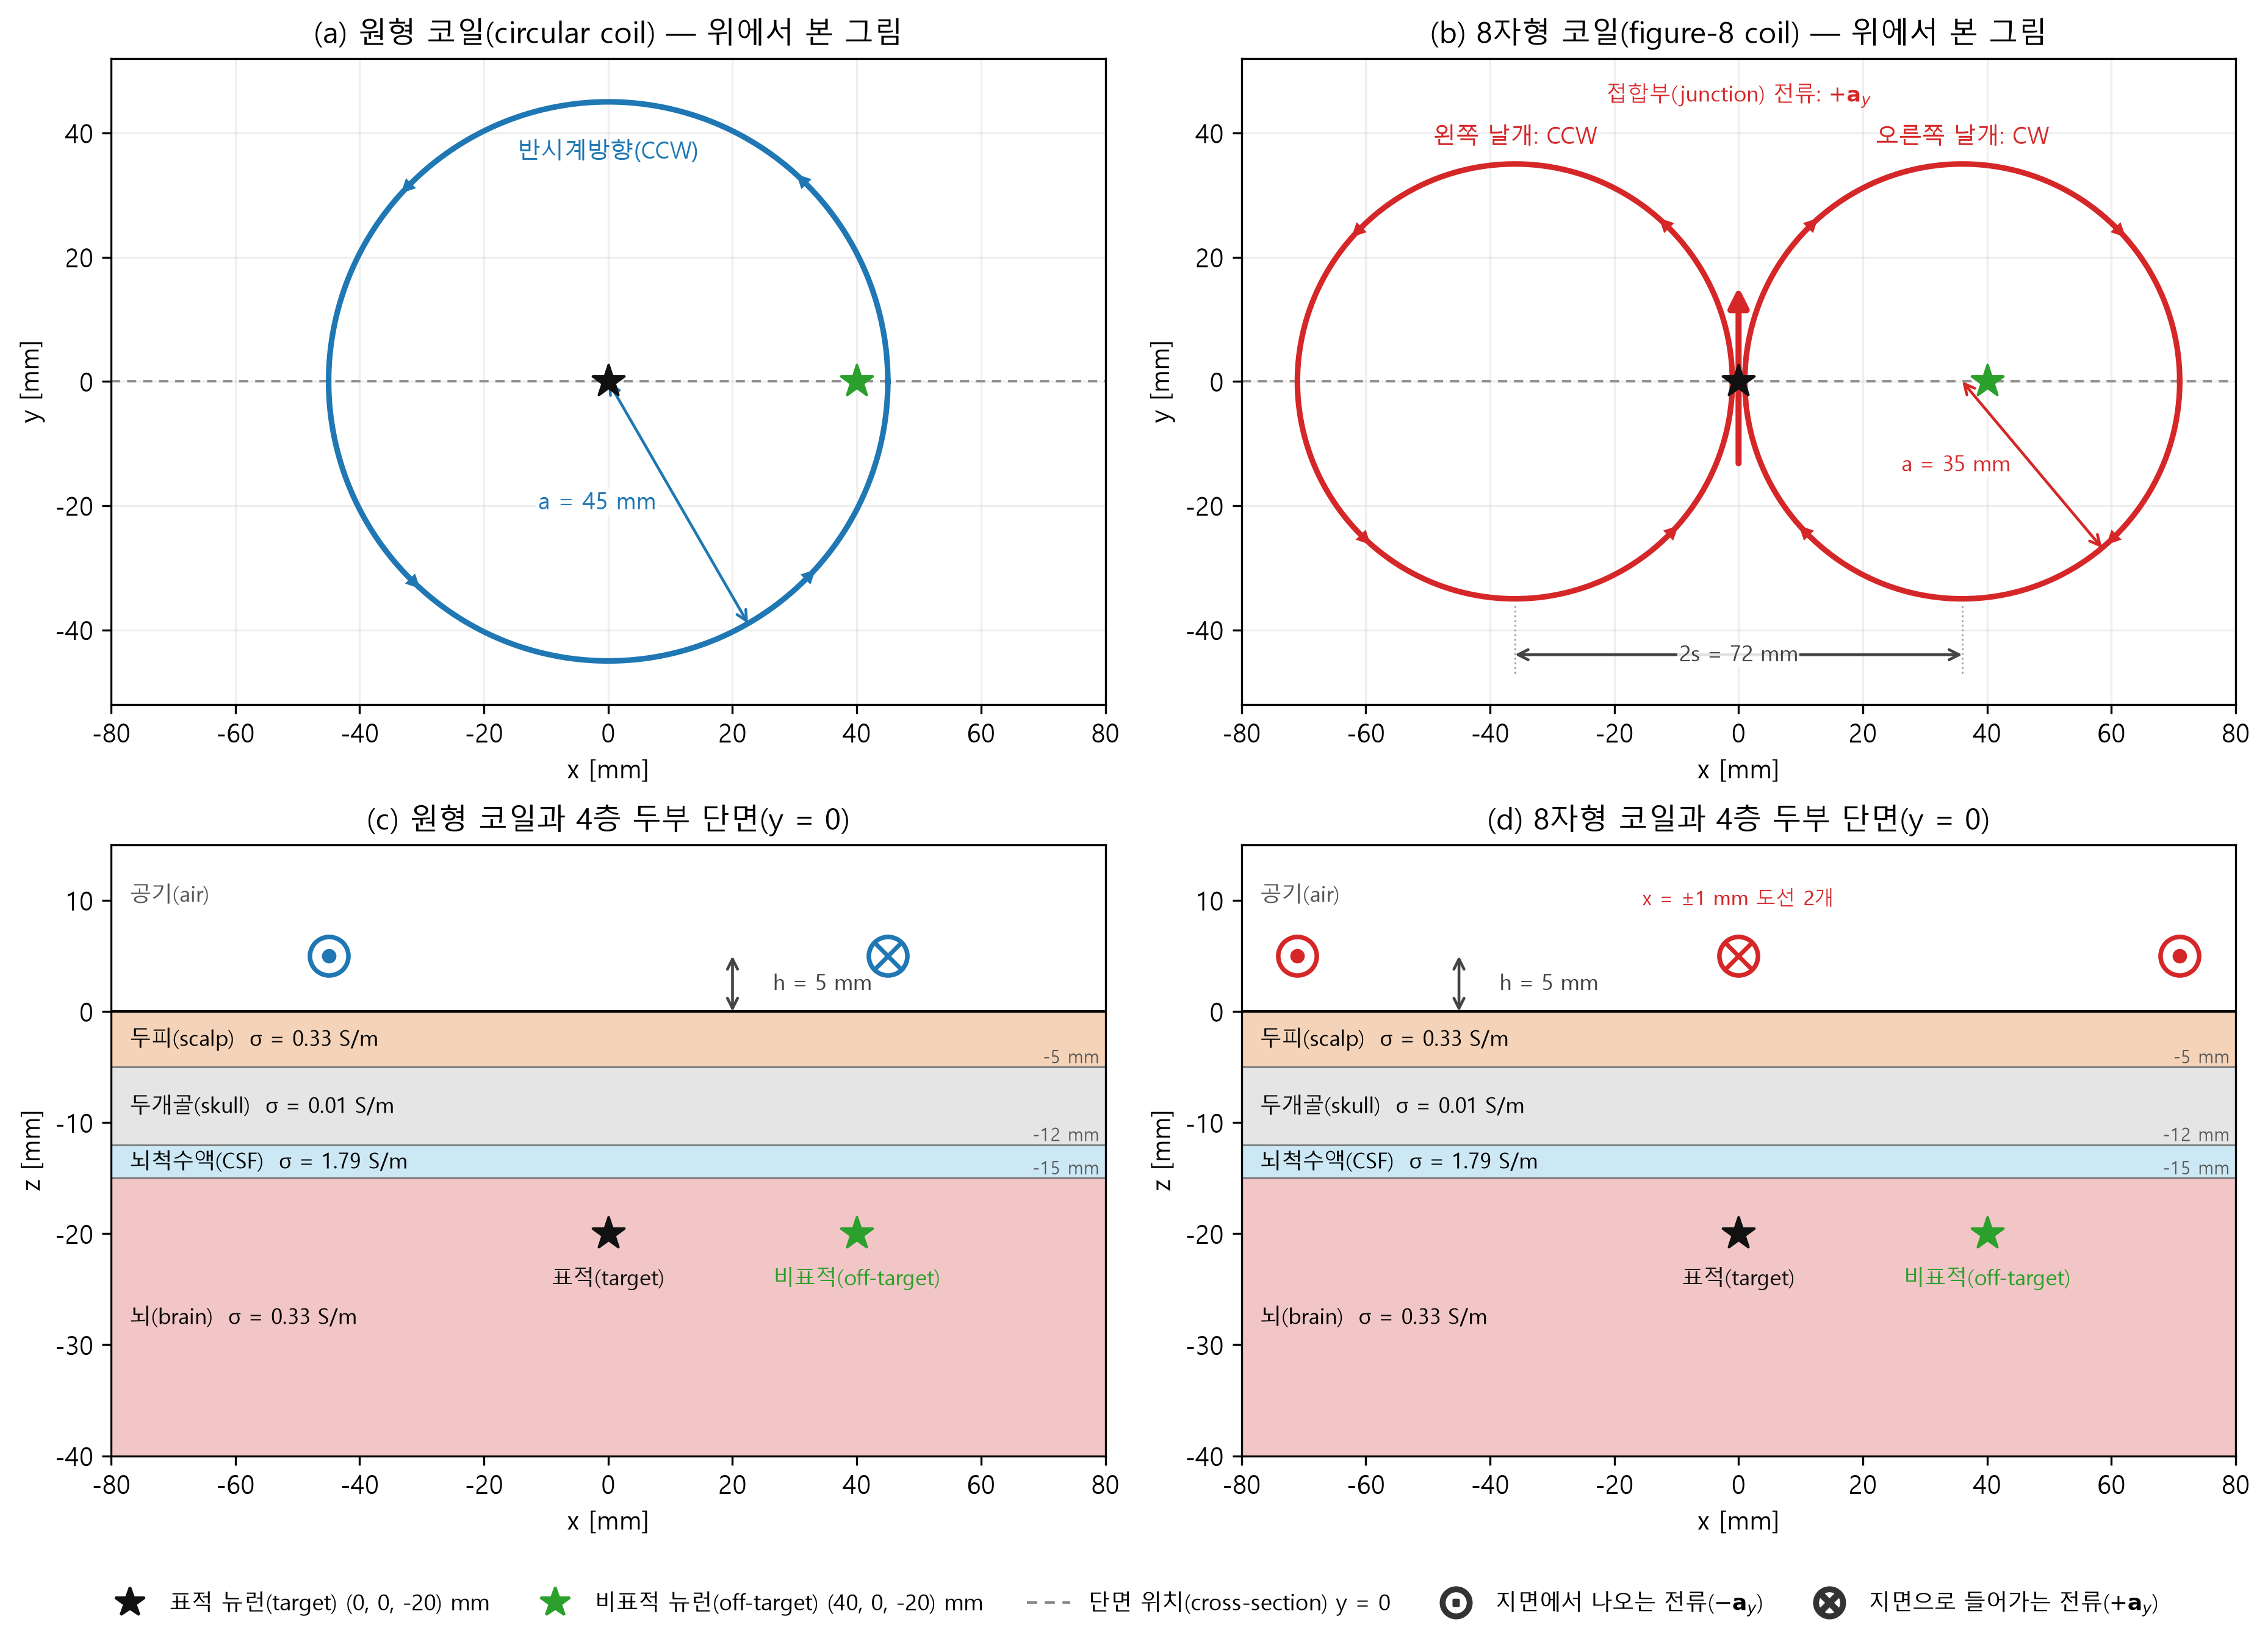 (a) 원형 코일(circular coil) — 위에서 본 그림
반시계방향(CCW)
a = 45 mm
y [mm]
40
20
0
-20
-40
-80 -60 -40 -20 0 20 40 60 80
x [mm]
(b) 8자형 코일(figure-8 coil) — 위에서 본 그림
접합부(junction) 전류: +a_y
왼쪽 날개: CCW
오른쪽 날개: CW
a = 35 mm
2s = 72 mm
y [mm]
40
20
0
-20
-40
-80 -60 -40 -20 0 20 40 60 80
x [mm]
(c) 원형 코일과 4층 두부 단면(y = 0)
공기(air)
h = 5 mm
두피(scalp) σ = 0.33 S/m
-5 mm
두개골(skull) σ = 0.01 S/m
-12 mm
뇌척수액(CSF) σ = 1.79 S/m
-15 mm
표적(target)
비표적(off-target)
뇌(brain) σ = 0.33 S/m
z [mm]
10
0
-10
-20
-30
-40
-80 -60 -40 -20 0 20 40 60 80
x [mm]
(d) 8자형 코일과 4층 두부 단면(y = 0)
공기(air)
x = ±1 mm 도선 2개
h = 5 mm
두피(scalp) σ = 0.33 S/m
-5 mm
두개골(skull) σ = 0.01 S/m
-12 mm
뇌척수액(CSF) σ = 1.79 S/m
-15 mm
표적(target)
비표적(off-target)
뇌(brain) σ = 0.33 S/m
z [mm]
10
0
-10
-20
-30
-40
-80 -60 -40 -20 0 20 40 60 80
x [mm]
표적 뉴런(target) (0, 0, -20) mm
비표적 뉴런(off-target) (40, 0, -20) mm
단면 위치(cross-section) y = 0
지면에서 나오는 전류(−a_y)
지면으로 들어가는 전류(+a_y)